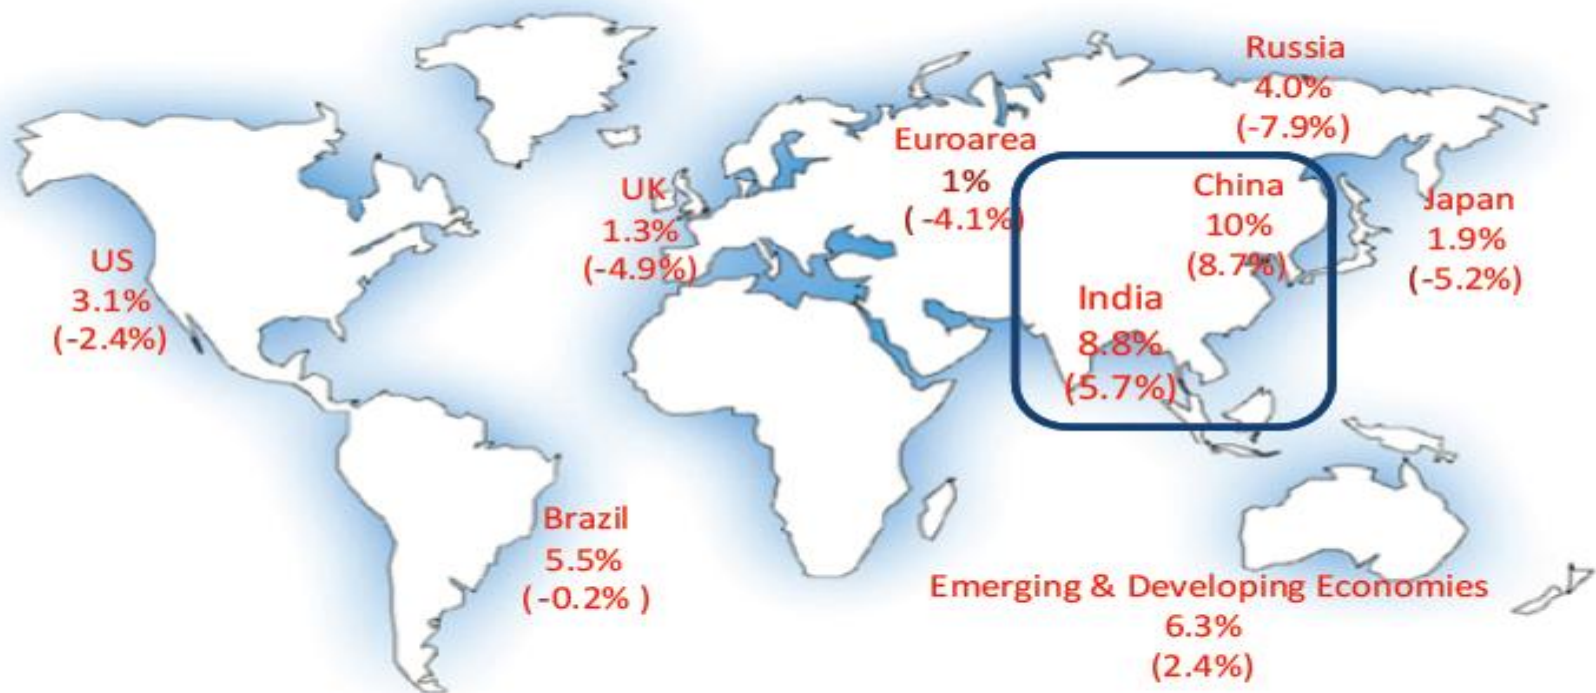 Russia
4.0%
(-7.9%)
Euroarea
1%
( -4.1%)
UK
1.3%
(-4.9%)
China
10%
(8.7%)
Japan
1.9%
(-5.2%)
US
3.1%
(-2.4%)
India
8.8%
(5.7%)
Brazil
5.5%
(-0.2% )
Emerging & Developing Economies
6.3%
(2.4%)